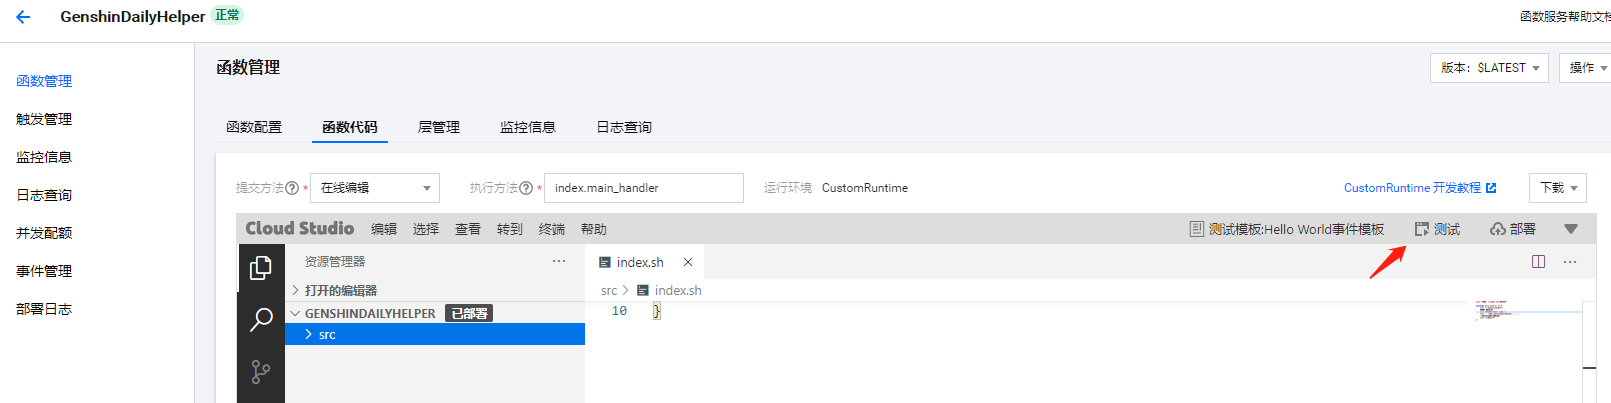 GenshinDailyHelper 正常
函数服务帮助文档
函数管理
触发管理
监控信息
日志查询
并发配额
事件管理
部署日志
函数管理
版本：$LATEST
操作
函数配置
函数代码
层管理
监控信息
日志查询
提交方法 * 在线编辑
执行方法 * index.main_handler
运行环境 CustomRuntime
CustomRuntime 开发教程
下载
Cloud Studio 编辑 选择 查看 转到 终端 帮助
测试模板:Hello World事件模板
测试
部署
资源管理器 ···
打开的编辑器
GENSHINDAILYHELPER 已部署
src
index.sh
src > index.sh
10 }